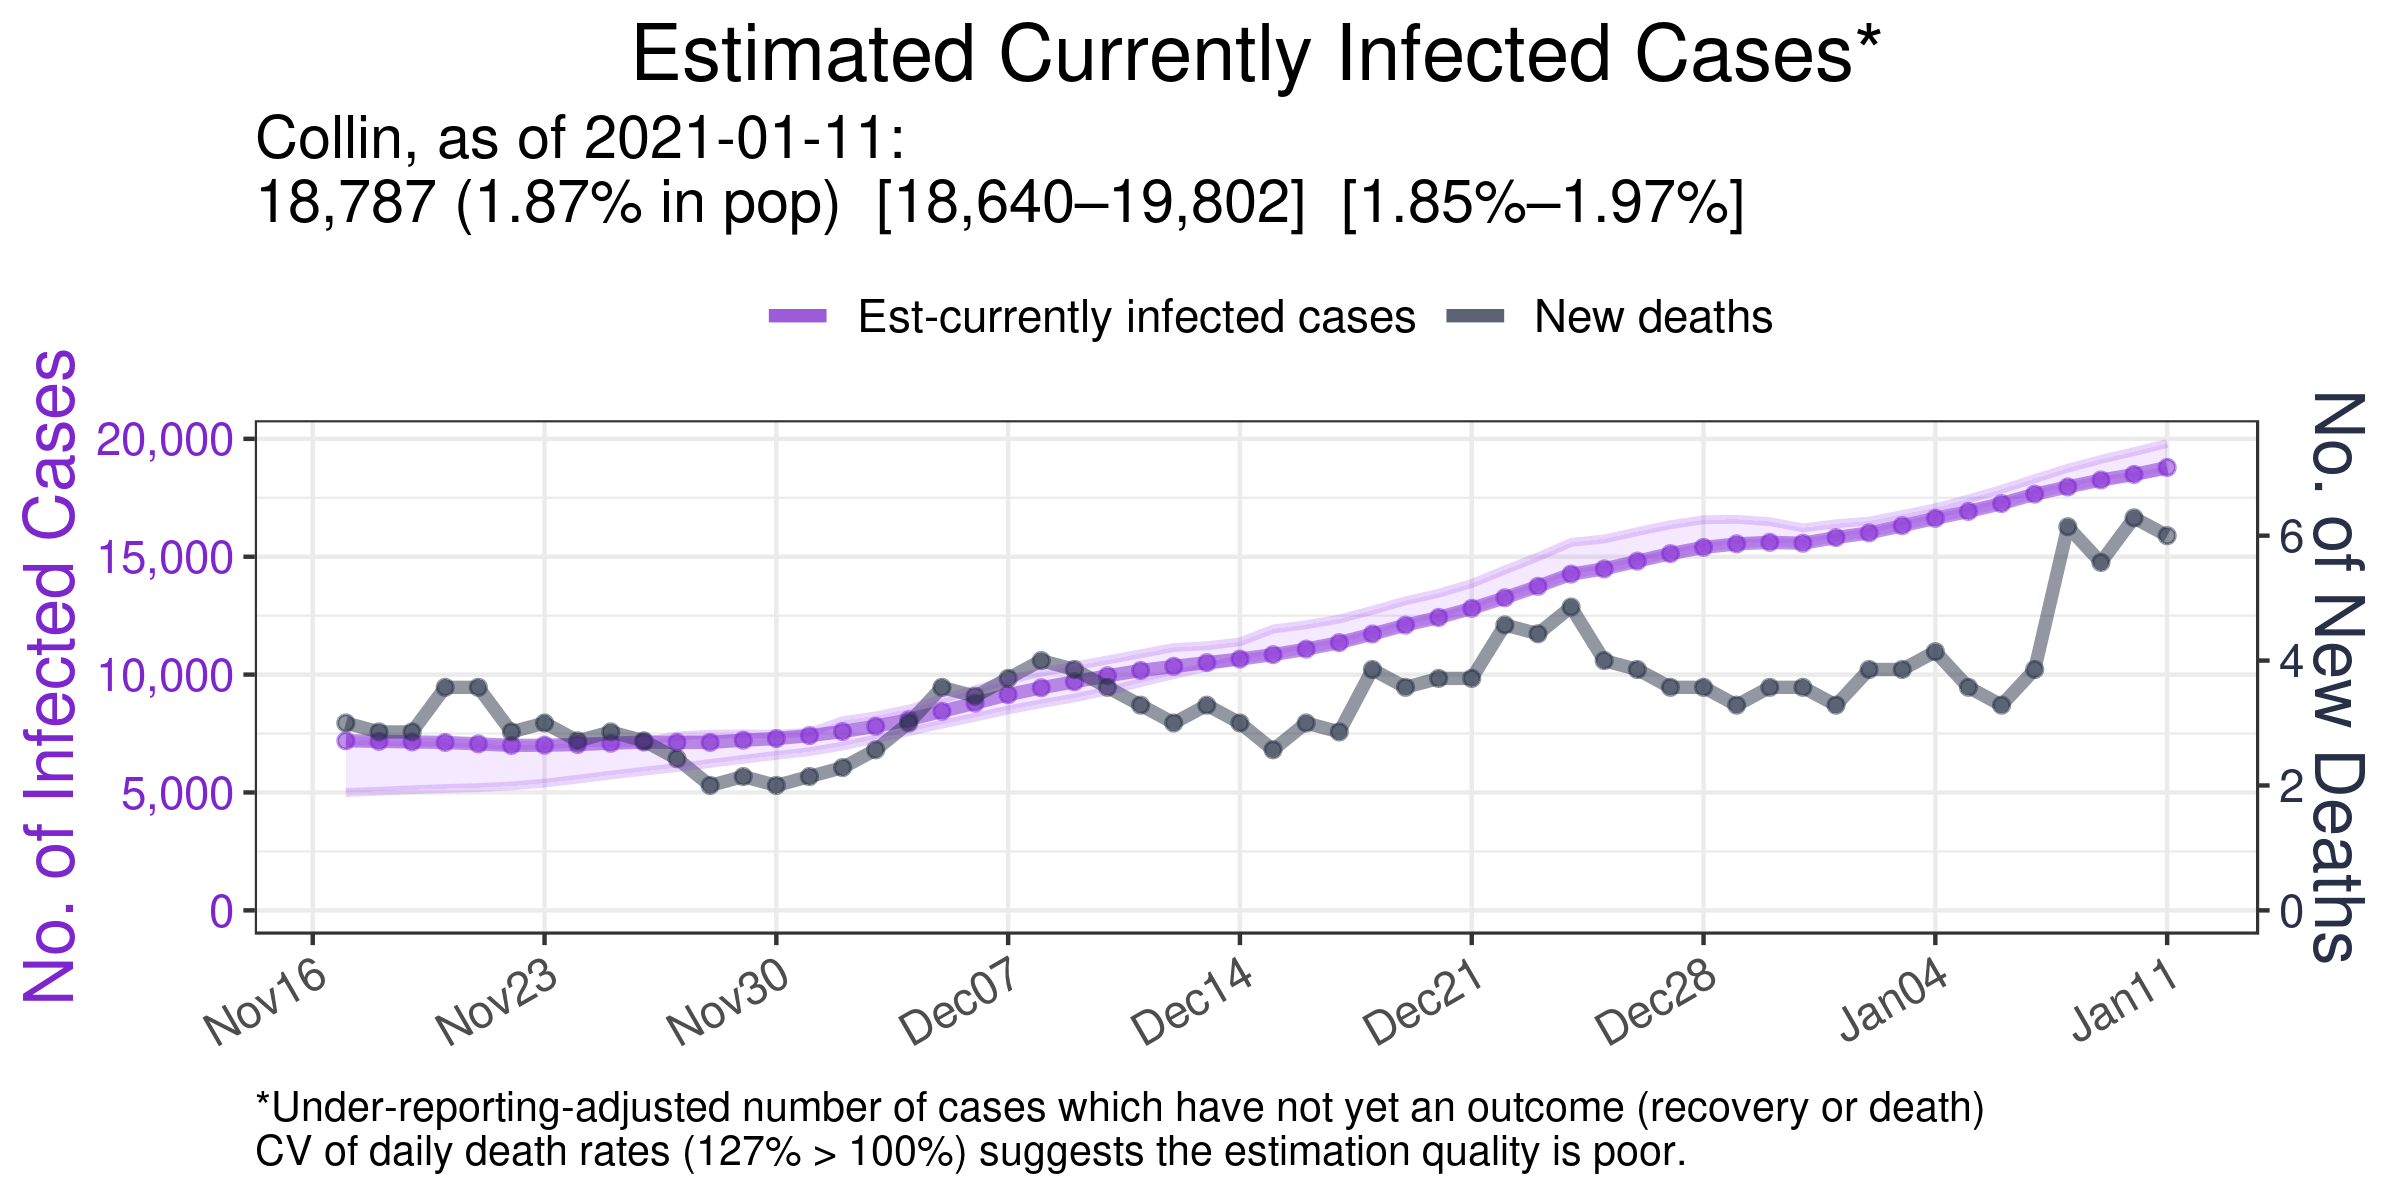 Estimated Currently Infected Cases*
Collin, as of 2021-01-11:
18,787 (1.87% in pop)  [18,640–19,802]  [1.85%–1.97%]
Est-currently infected cases
New deaths
No. of Infected Cases
20,000
15,000
10,000
5,000
0
No. of New Deaths
6
4
2
0
Nov16
Nov23
Nov30
Dec07
Dec14
Dec21
Dec28
Jan04
Jan11
*Under-reporting-adjusted number of cases which have not yet an outcome (recovery or death)
CV of daily death rates (127% > 100%) suggests the estimation quality is poor.